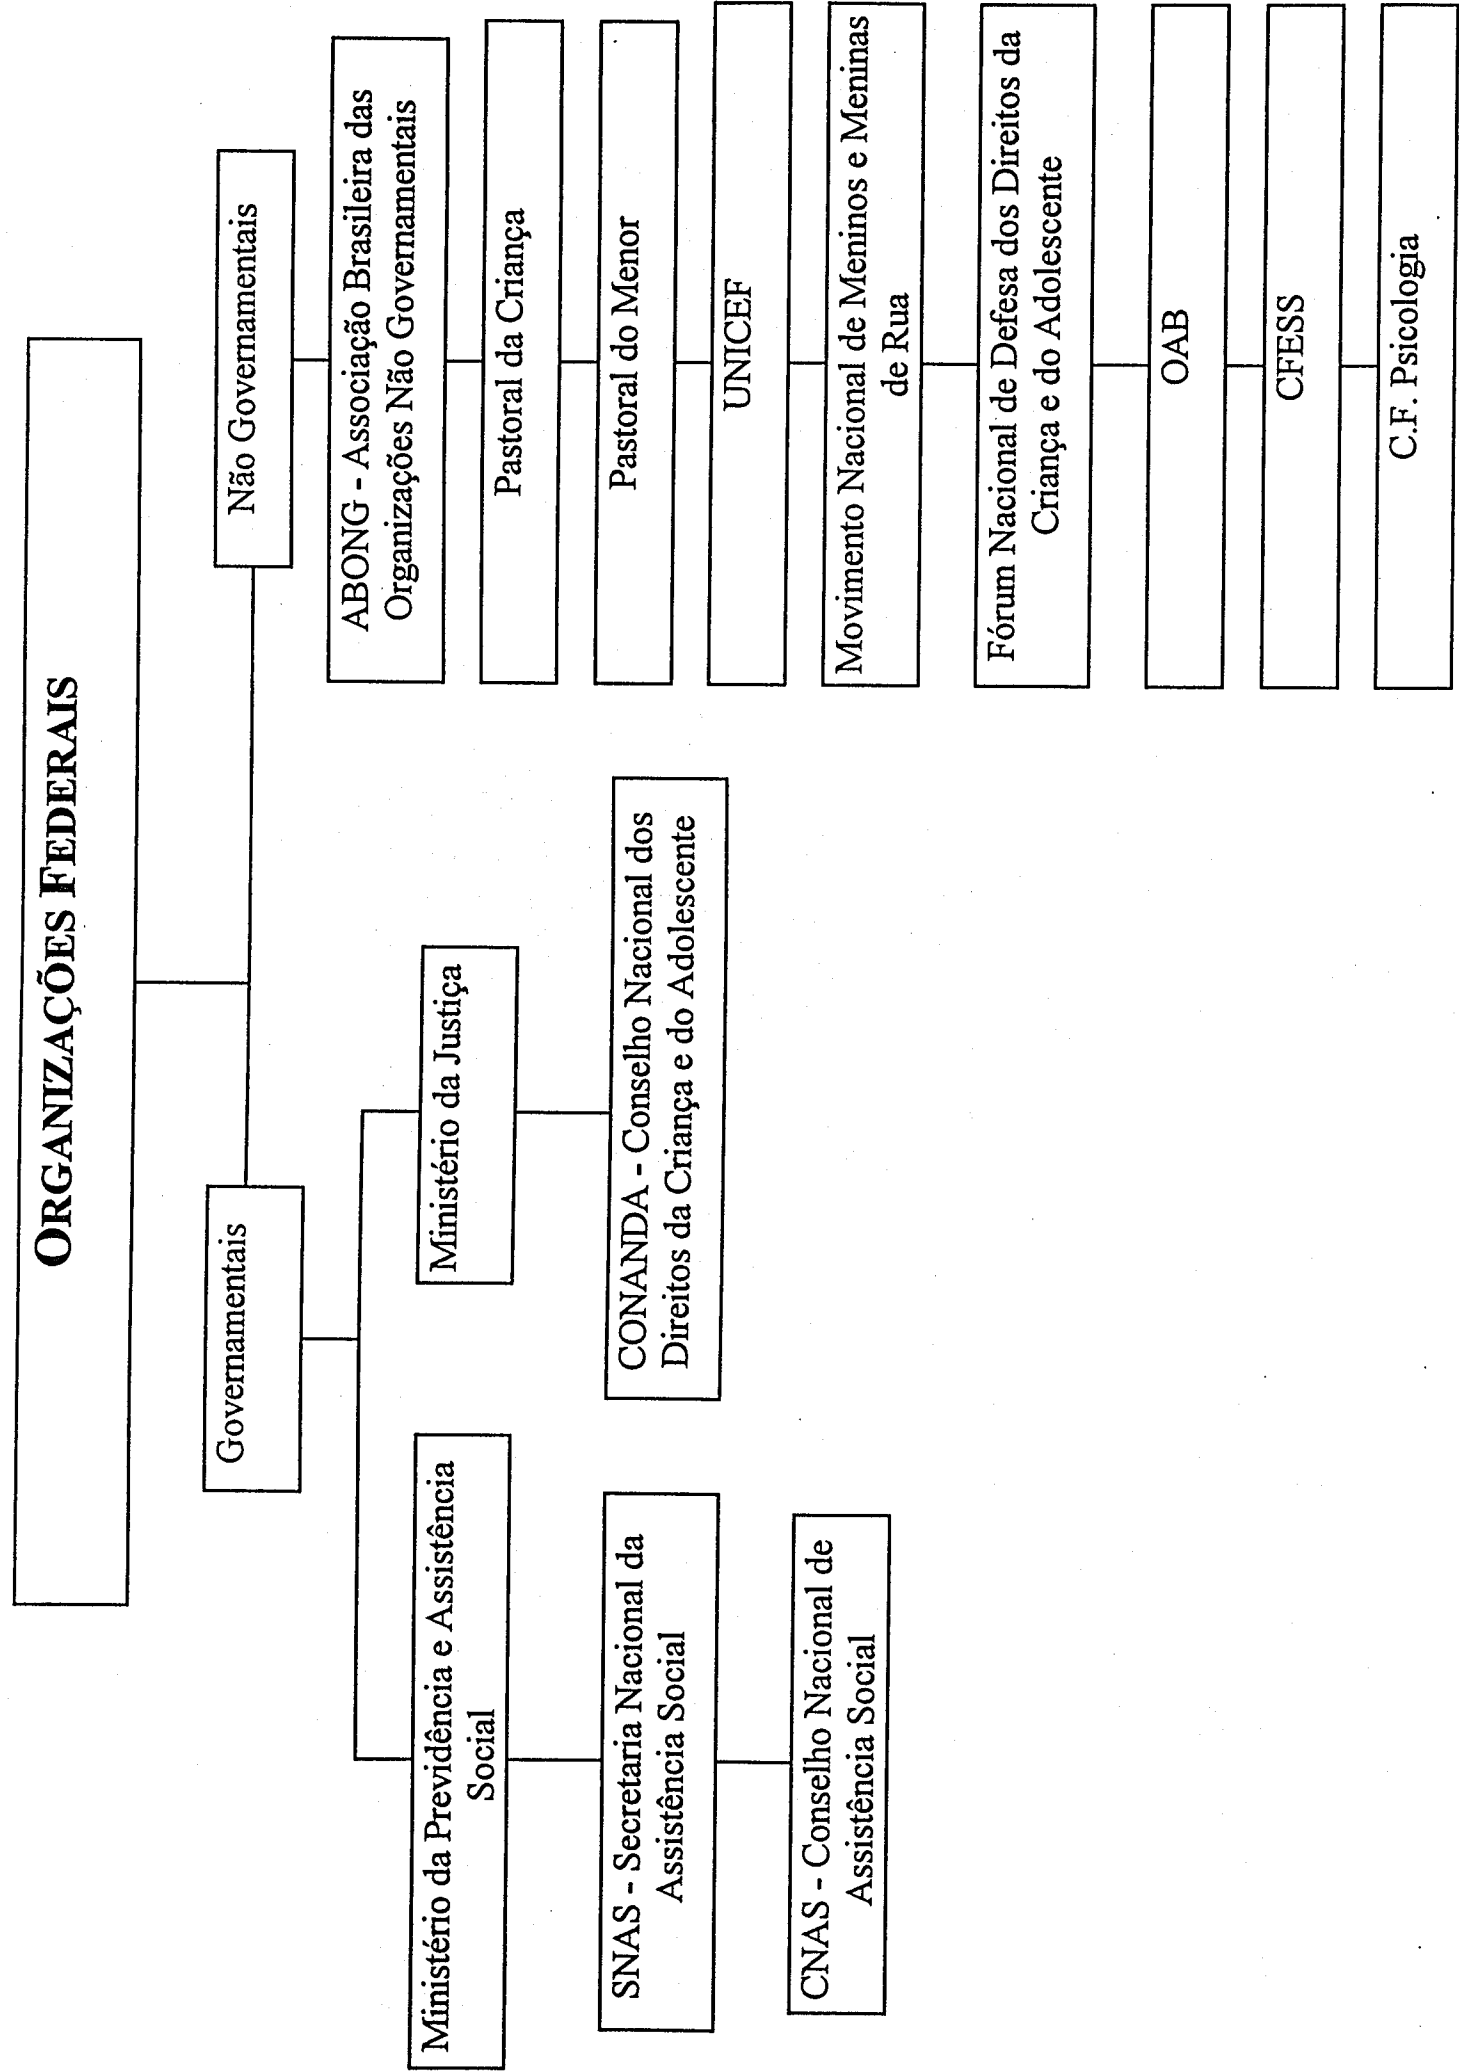 ORGANIZAÇÕES FEDERAIS
Governamentais
Não Governamentais
Ministério da Previdência e Assistência
Social
Ministério da Justiça
SNAS - Secretaria Nacional da
Assistência Social
CONANDA - Conselho Nacional dos
Direitos da Criança e do Adolescente
CNAS - Conselho Nacional de
Assistência Social
ABONG - Associação Brasileira das
Organizações Não Governamentais
Pastoral da Criança
Pastoral do Menor
UNICEF
Movimento Nacional de Meninos e Meninas
de Rua
Fórum Nacional de Defesa dos Direitos da
Criança e do Adolescente
OAB
CFESS
C.F. Psicologia